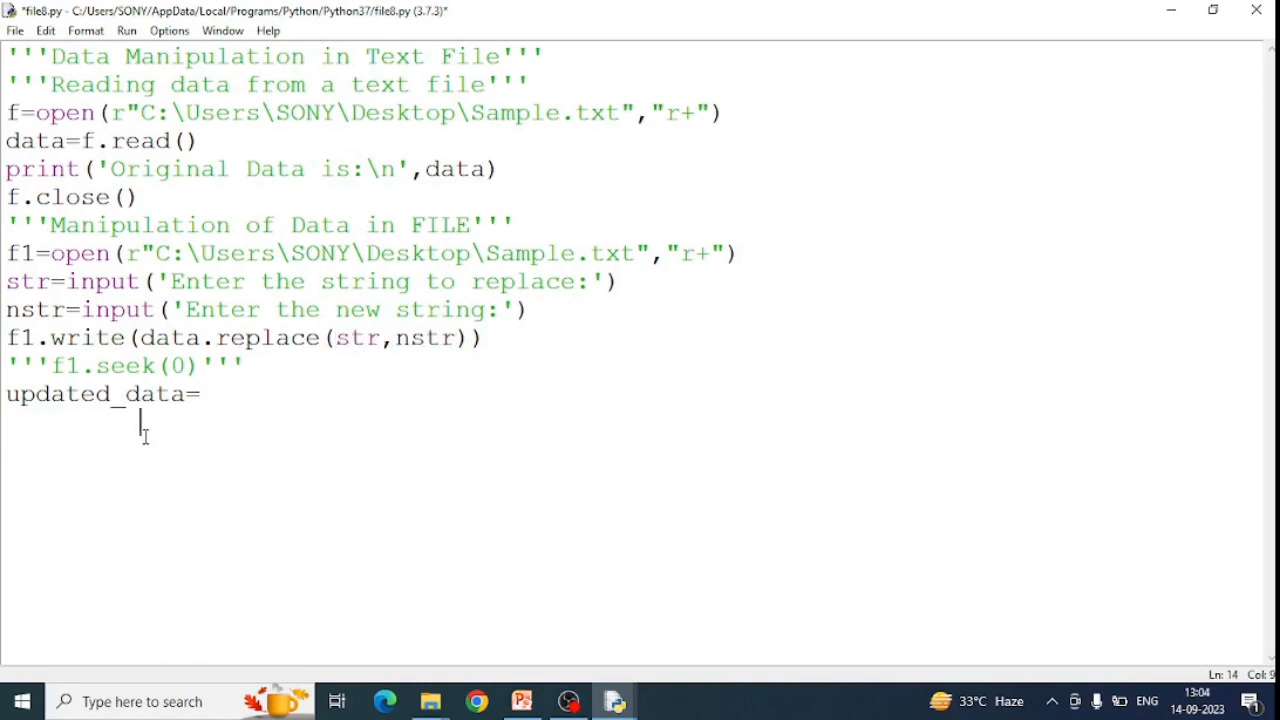 *file8.py - C:/Users/SONY/AppData/Local/Programs/Python/Python37/file8.py (3.7.3)*
File Edit Format Run Options Window Help
'''Data Manipulation in Text File'''
'''Reading data from a text file'''
f=open(r"C:\Users\SONY\Desktop\Sample.txt","r+")
data=f.read()
print('Original Data is:\n',data)
f.close()
'''Manipulation of Data in FILE'''
f1=open(r"C:\Users\SONY\Desktop\Sample.txt","r+")
str=input('Enter the string to replace:')
nstr=input('Enter the new string:')
f1.write(data.replace(str,nstr))
'''f1.seek(0)'''
updated_data=
Ln: 14 Col: 9
Type here to search 33°C Haze ENG 13:04
14-09-2023